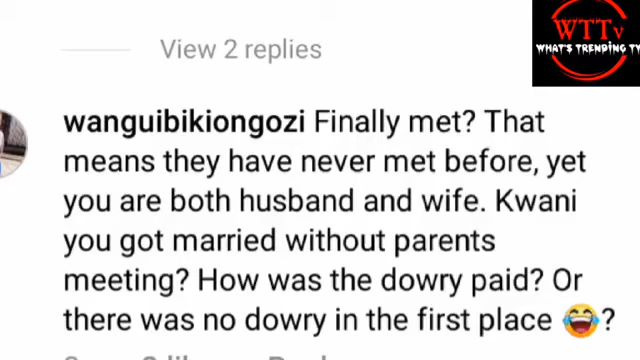 WTTv
WHAT'S TRENDING TV
View 2 replies
wanguibikiongozi Finally met? That
means they have never met before, yet
you are both husband and wife. Kwani
you got married without parents
meeting? How was the dowry paid? Or
there was no dowry in the first place 😂?